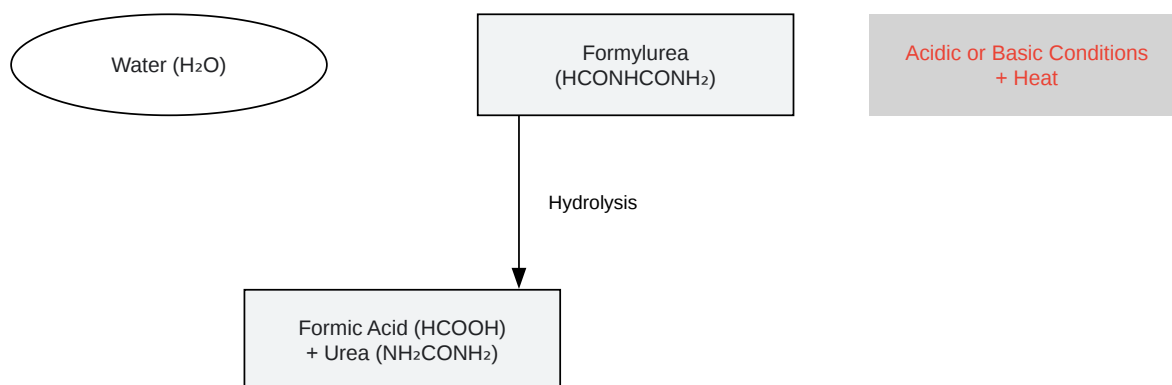 Water (H₂O)
Formylurea
(HCONHCONH₂)
Acidic or Basic Conditions
+ Heat
Hydrolysis
Formic Acid (HCOOH)
+ Urea (NH₂CONH₂)